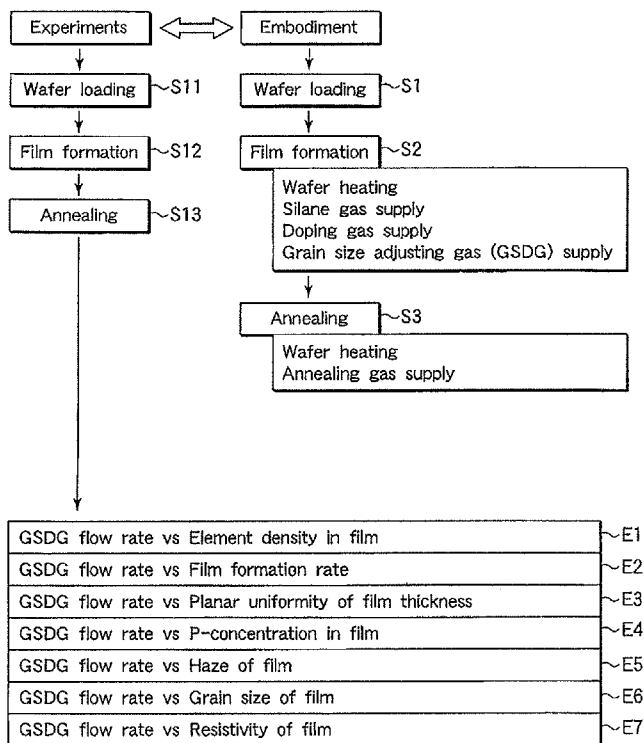 Experiments
Embodiment
Wafer loading
S11
Wafer loading
S1
Film formation
S12
Film formation
S2
Wafer heating
Silane gas supply
Doping gas supply
Grain size adjusting gas (GSDG) supply
Annealing
S13
Annealing
S3
Wafer heating
Annealing gas supply
GSDG flow rate vs Element density in film
E1
GSDG flow rate vs Film formation rate
E2
GSDG flow rate vs Planar uniformity of film thickness
E3
GSDG flow rate vs P-concentration in film
E4
GSDG flow rate vs Haze of film
E5
GSDG flow rate vs Grain size of film
E6
GSDG flow rate vs Resistivity of film
E7